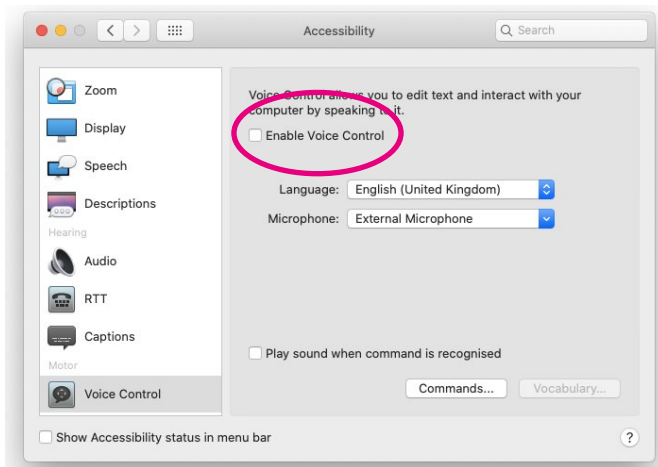 Accessibility
Search
Zoom
Display
Speech
Descriptions
Hearing
Audio
RTT
Captions
Motor
Voice Control
Voice Control allows you to edit text and interact with your
computer by speaking to it.
Enable Voice Control
Language: English (United Kingdom)
Microphone: External Microphone
Play sound when command is recognised
Commands... Vocabulary...
Show Accessibility status in menu bar
?